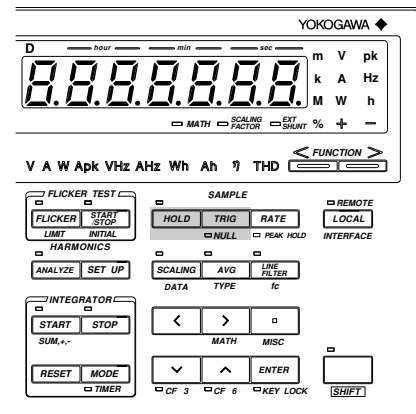 YOKOGAWA
D hour min sec
m V pk
k A Hz
M W h
MATH SCALING FACTOR EXT SHUNT % + −
< FUNCTION >
V A W Apk VHz AHz Wh Ah η THD
FLICKER TEST SAMPLE
REMOTE
FLICKER START /STOP HOLD TRIG RATE LOCAL
LIMIT INITIAL NULL PEAK HOLD INTERFACE
HARMONICS
ANALYZE SET UP SCALING AVG LINE FILTER
DATA TYPE fc
INTEGRATOR
START STOP < >
SUM,+,- MATH MISC
RESET MODE ENTER
TIMER CF 3 CF 6 KEY LOCK SHIFT